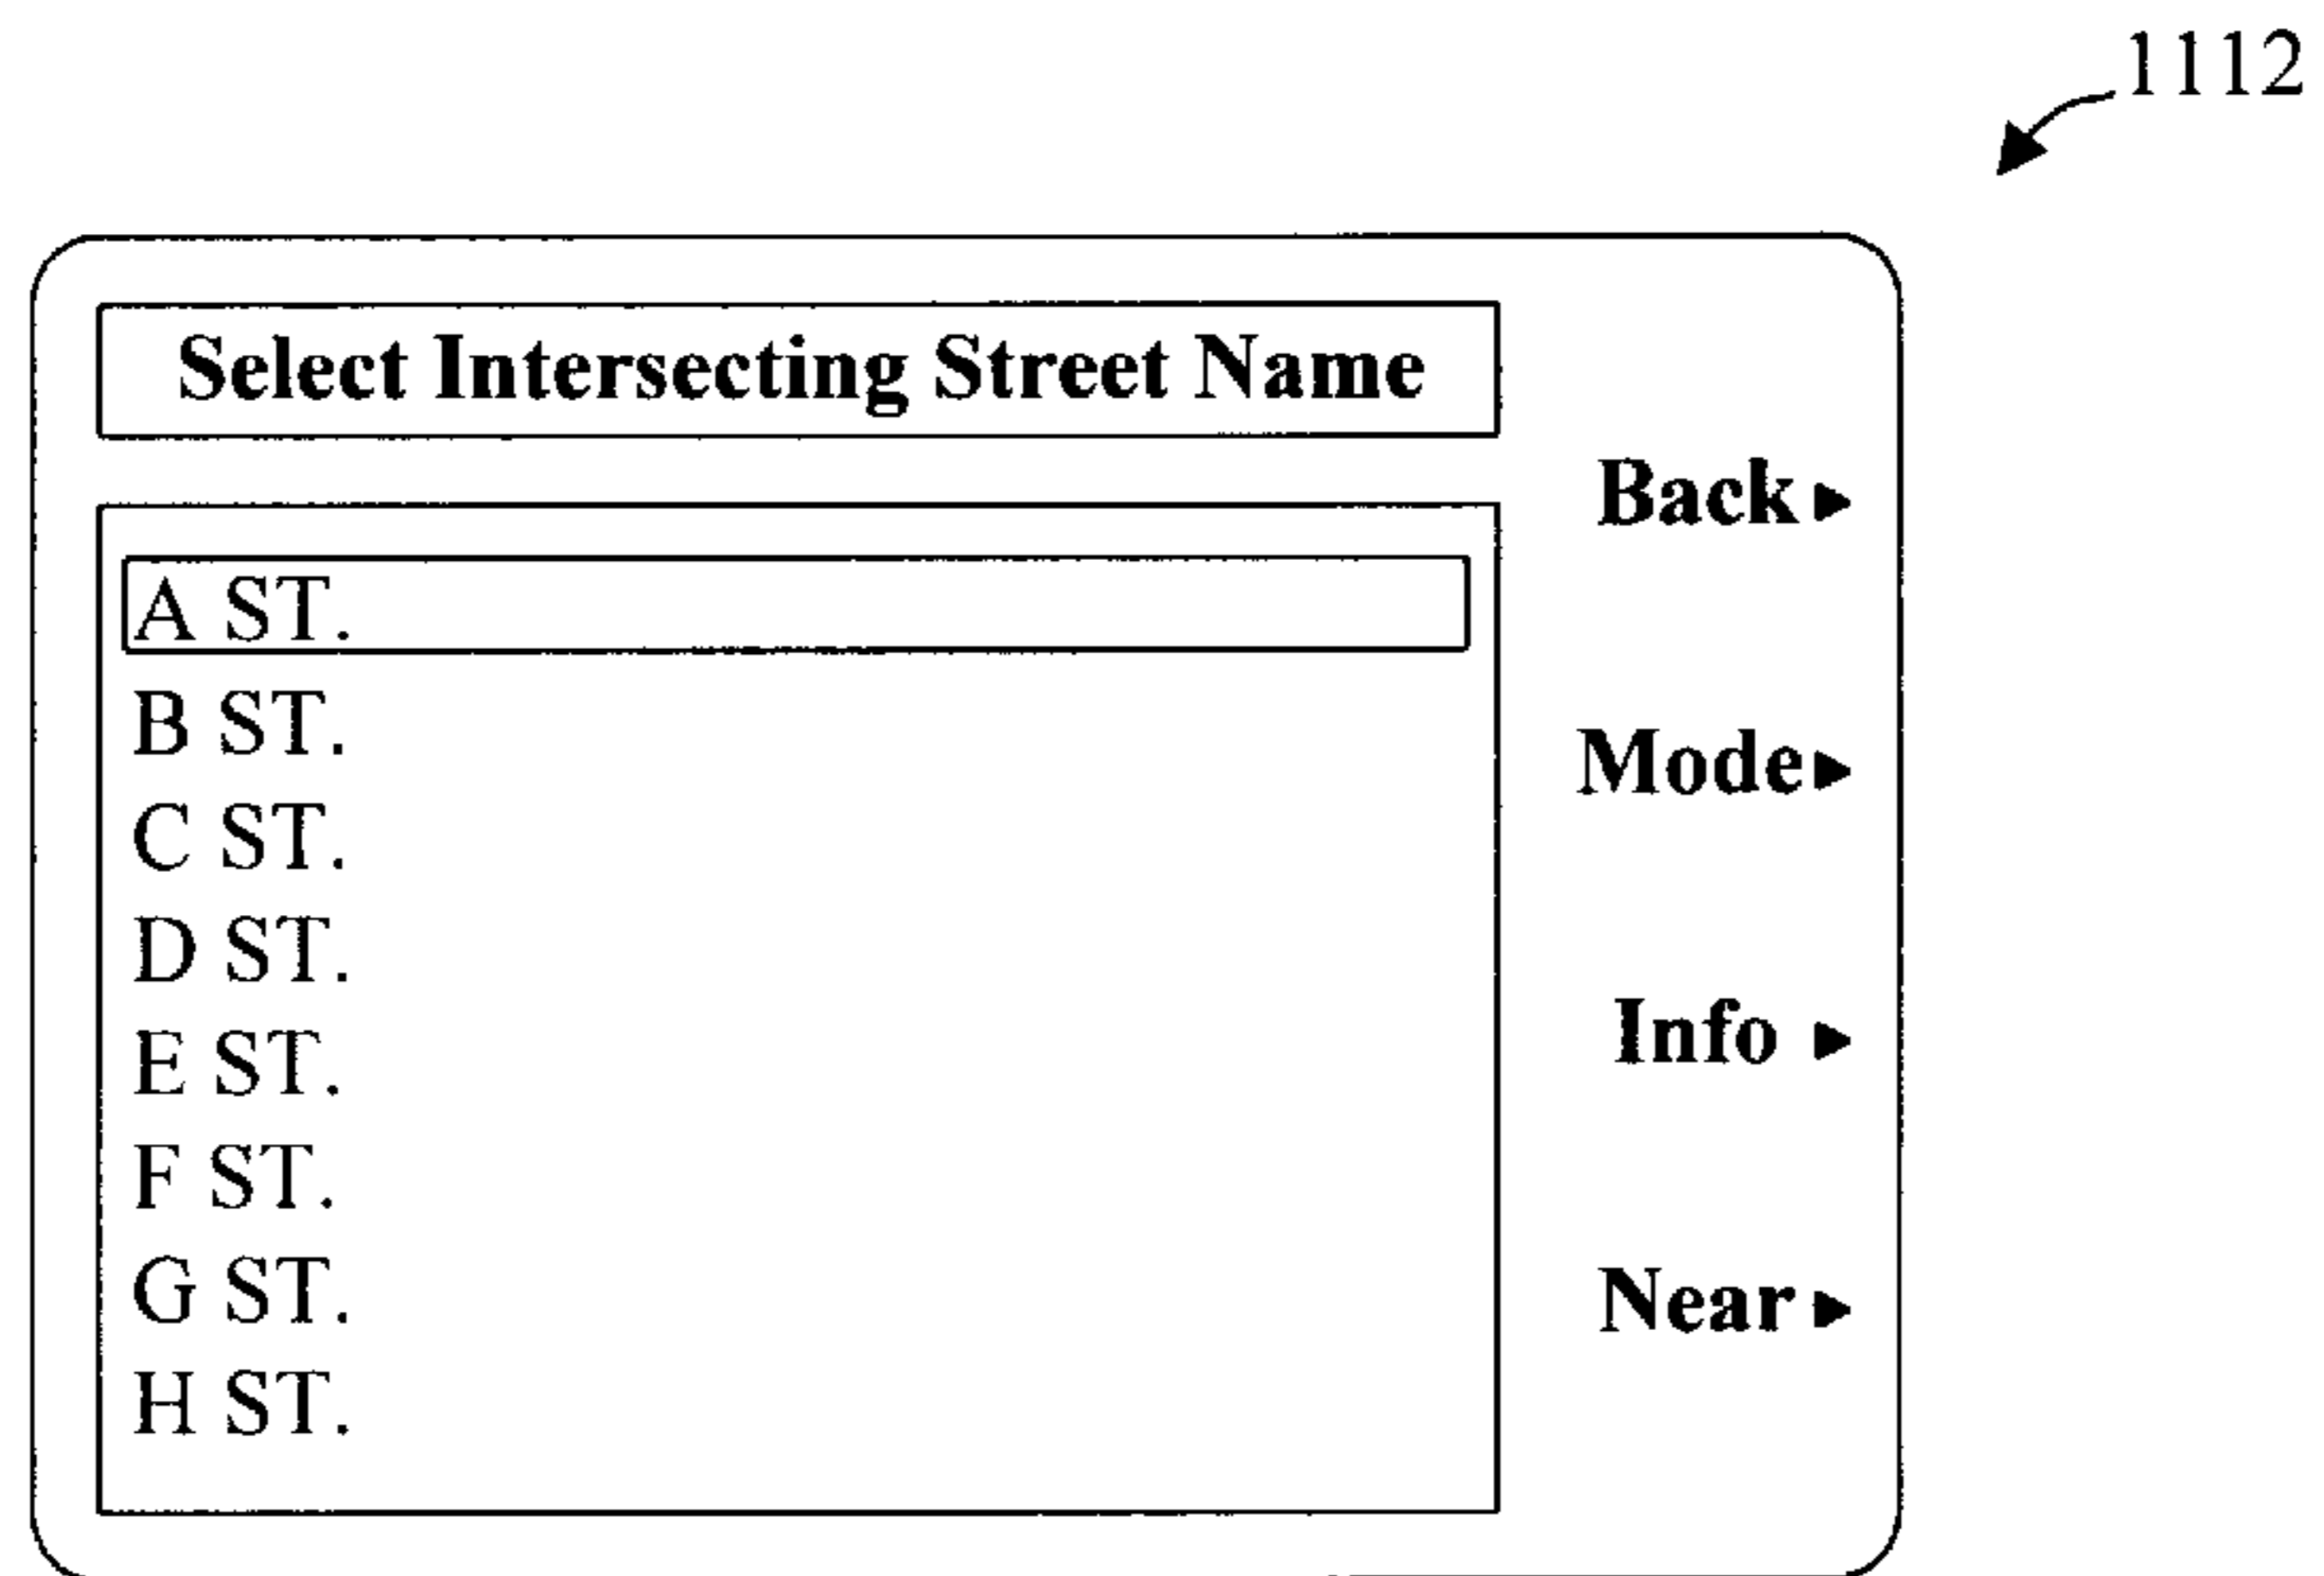 1112
Select Intersecting Street Name
A ST.
B ST.
C ST.
D ST.
E ST.
F ST.
G ST.
H ST.
Back
Mode
Info
Near